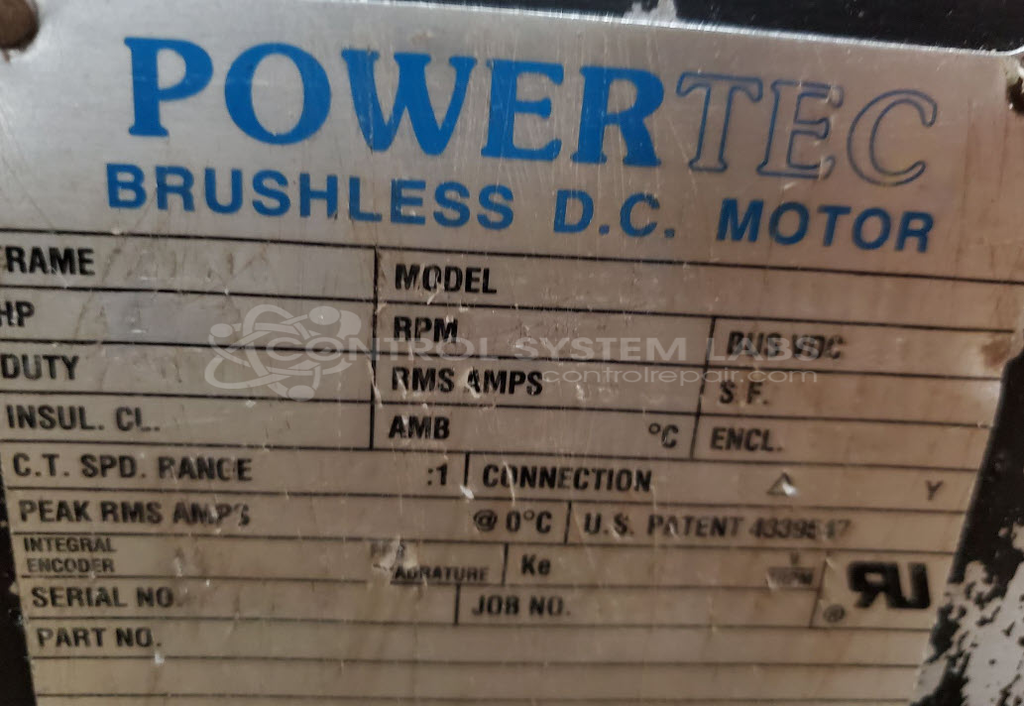 POWERTEC
BRUSHLESS D.C. MOTOR
RAME MODEL
HP RPM BUS VDC
CONTROL SYSTEM LABS
DUTY RMS AMPS S.F.
controlrepair.com
INSUL. CL. AMB °C ENCL.
C.T. SPD. RANGE :1 CONNECTION Δ Y
PEAK RMS AMPS @ 0°C U.S. PATENT
INTEGRAL
ENCODER ADRATURE Ke
SERIAL NO. JOB NO. ®
PART NO.